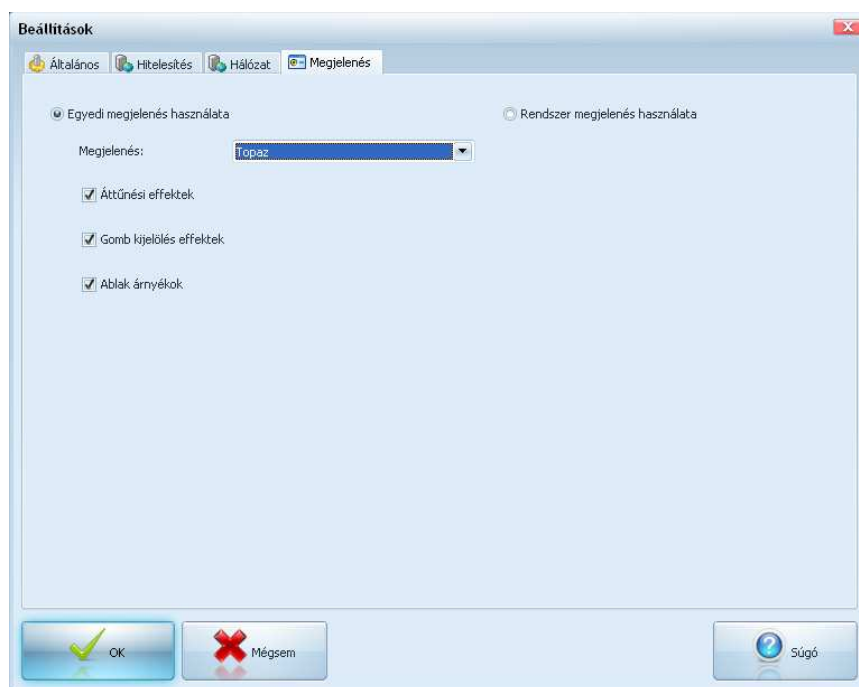 Beállítások
Általános Hitelesítés Hálózat Megjelenés
Egyedi megjelenés használata Rendszer megjelenés használata
Megjelenés: Topaz
Áttűnési effektek
Gomb kijelölés effektek
Ablak árnyékok
OK Mégsem Súgó